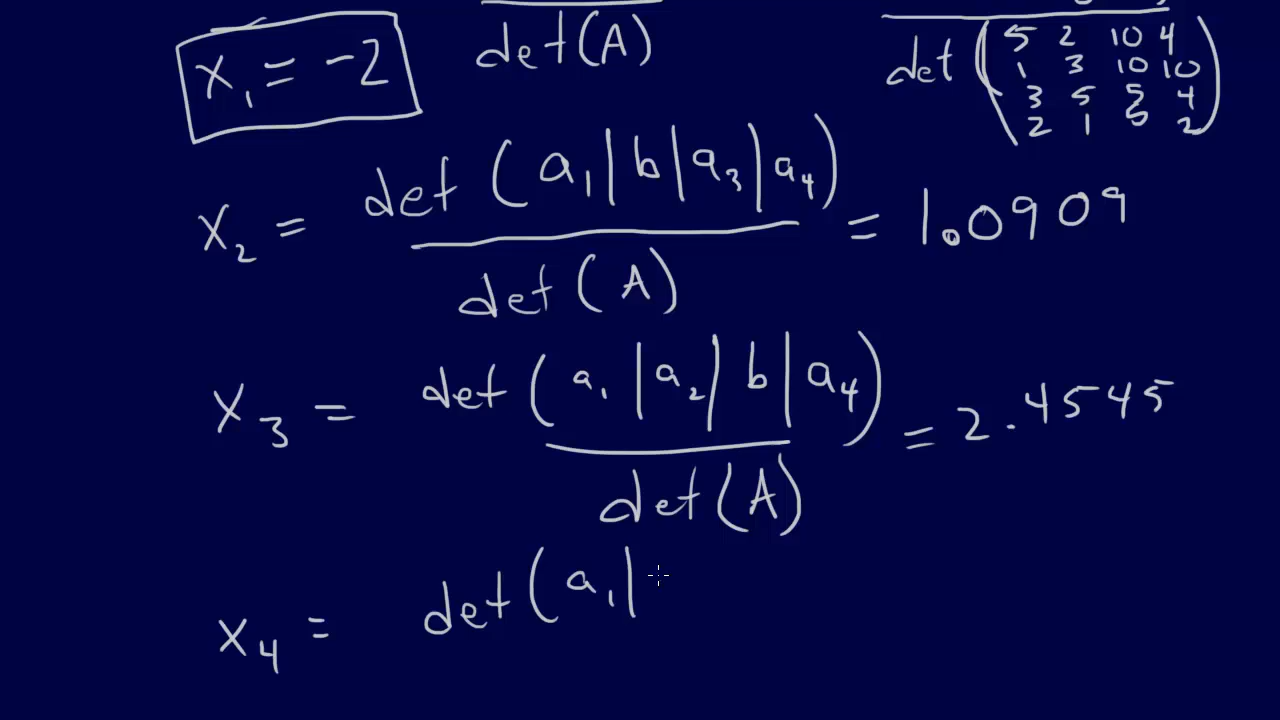 x₁ = -2
det(A)
det ( 5 2 10 4
1 3 10 10
3 5 5 4
2 1 5 2 )
x₂ = det ( a₁ | b | a₃ | a₄ ) / det ( A ) = 1.0909
x₃ = det ( a₁ | a₂ | b | a₄ ) / det ( A ) = 2.4545
x₄ = det ( a₁ |